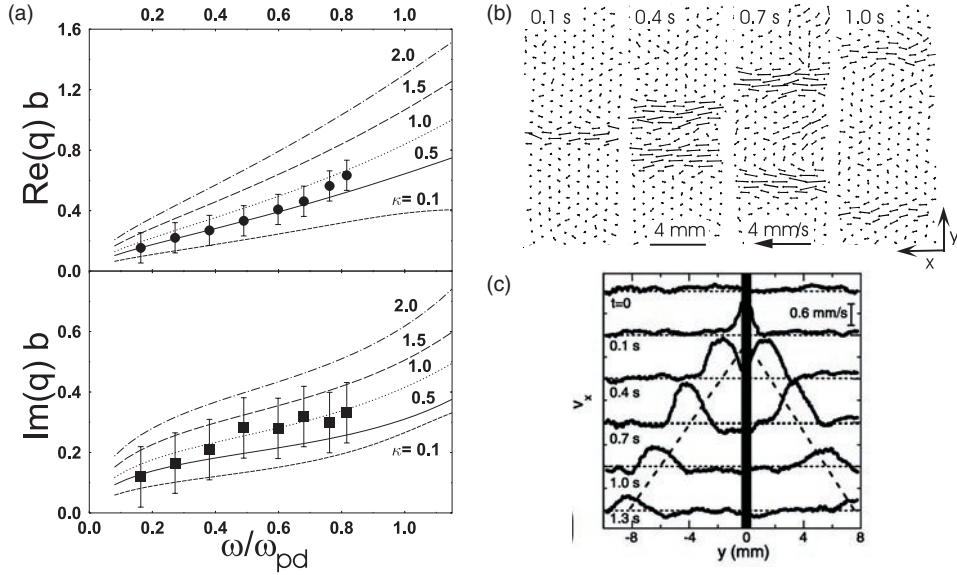 (a)
0.2 0.4 0.6 0.8 1.0
1.6
1.2
0.8
0.4
0.0
Re(q) b
2.0
1.5
1.0
0.5
κ= 0.1
0.6
0.4
0.2
0.0
Im(q) b
2.0
1.5
1.0
0.5
κ = 0.1
0.0 0.2 0.4 0.6 0.8 1.0
ω/ω_pd
(b)
0.1 s 0.4 s 0.7 s 1.0 s
4 mm 4 mm/s
y
x
(c)
t=0
0.6 mm/s
0.1 s
0.4 s
0.7 s
1.0 s
1.3 s
v_x
-8 -4 0 4 8
y (mm)